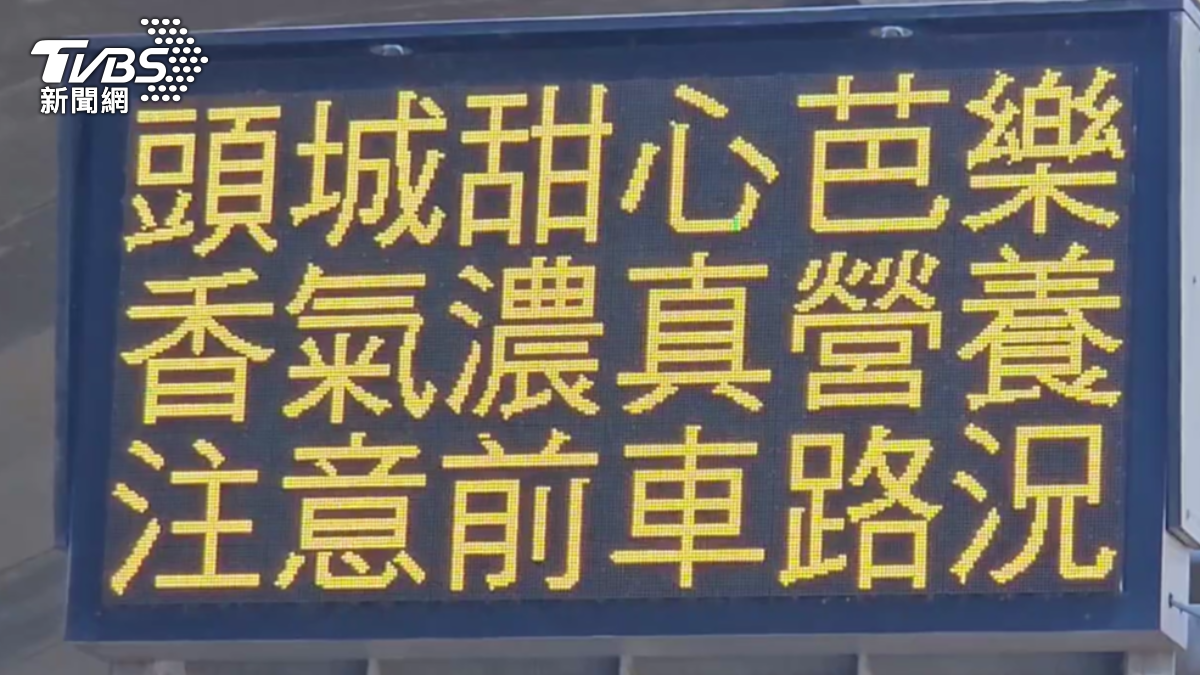 TVBS
新聞網
頭城甜心芭樂
香氣濃真營養
注意前車路況